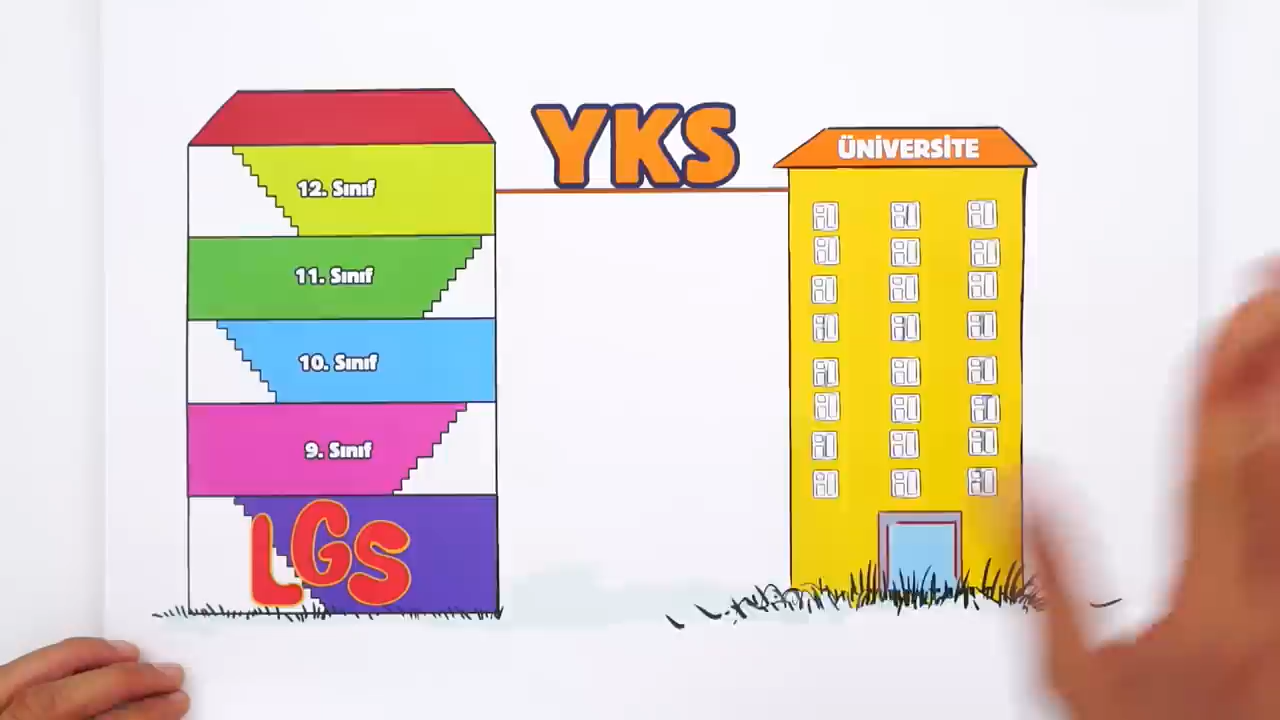 YKS
ÜNİVERSİTE
12. Sınıf
11. Sınıf
10. Sınıf
9. Sınıf
LGS